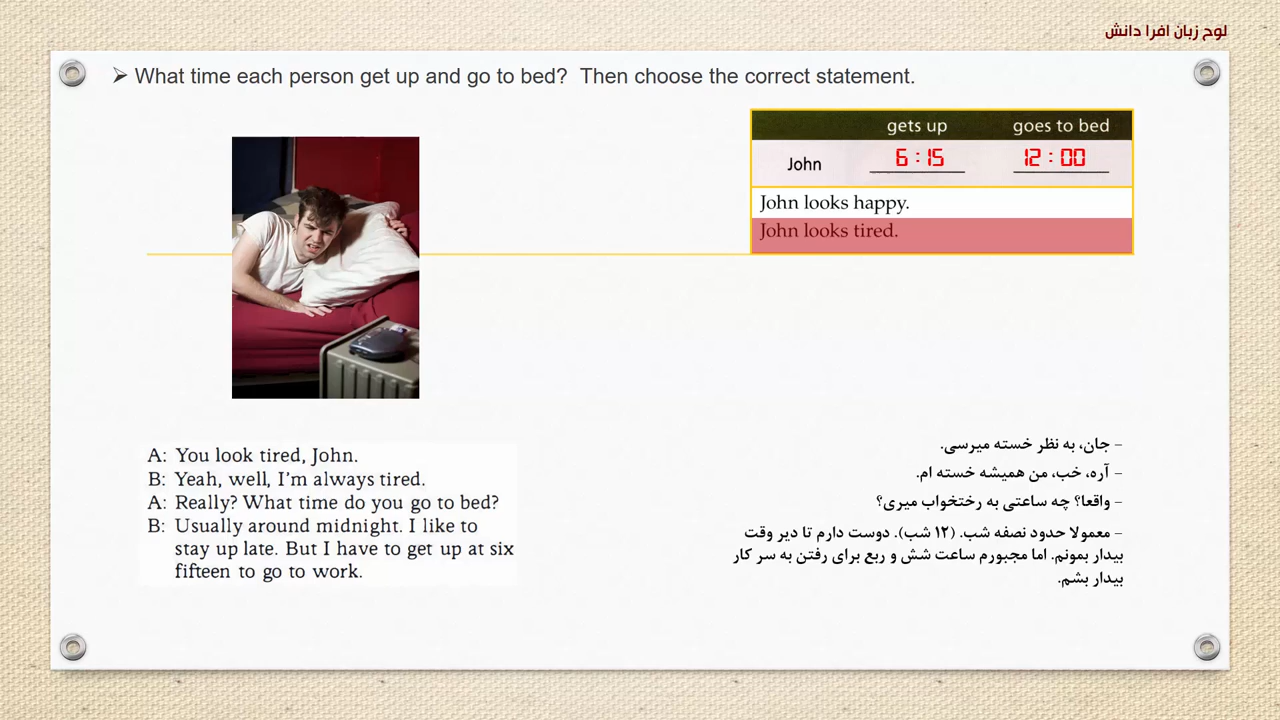 لوح زبان افرا دانش
What time each person get up and go to bed? Then choose the correct statement.
gets up goes to bed
John 6:15 12:00
John looks happy.
John looks tired.
A: You look tired, John.
B: Yeah, well, I'm always tired.
A: Really? What time do you go to bed?
B: Usually around midnight. I like to
stay up late. But I have to get up at six
fifteen to go to work.
– جان، به نظر خسته میرسی.
– آره، خب، من همیشه خسته ام.
– واقعا؟ چه ساعتی به رختخواب میری؟
– معمولا حدود نصفه شب. (۱۲ شب). دوست دارم تا دیر وقت
بیدار بمونم. اما مجبورم ساعت شش و ربع برای رفتن به سر کار
بیدار بشم.